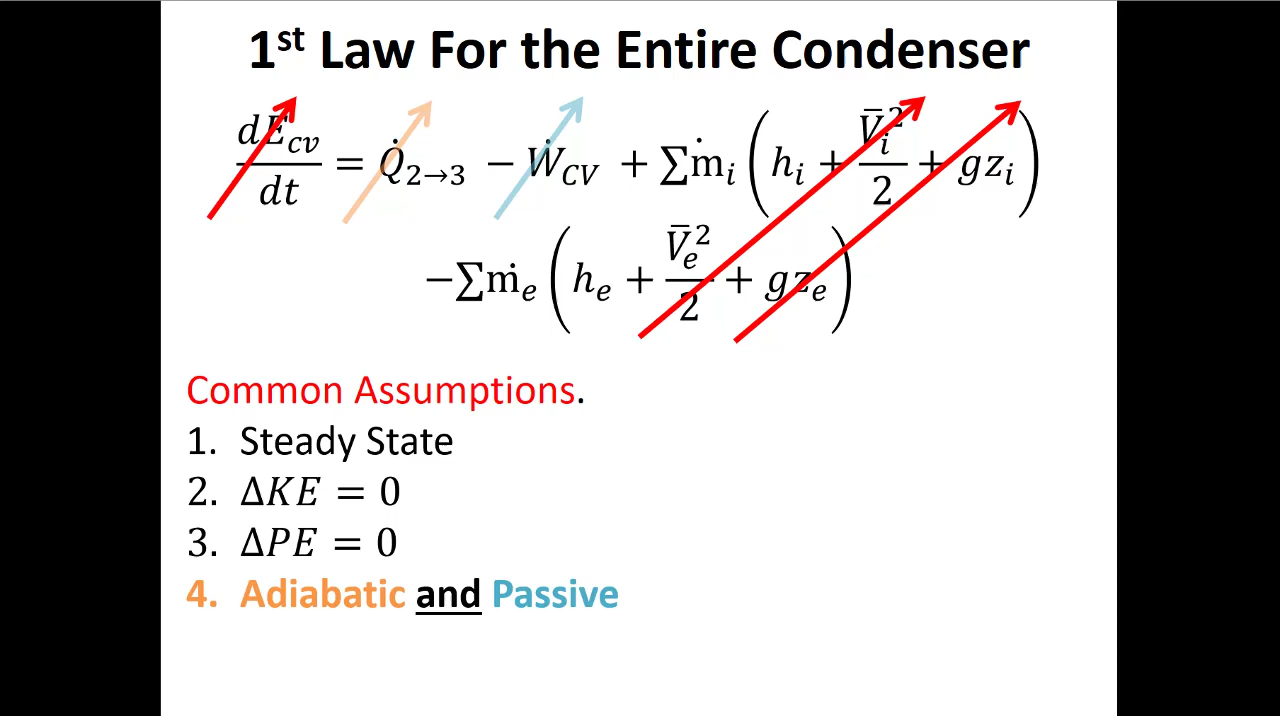 1st Law For the Entire Condenser
dE_cv/dt = Q̇_2→3 − Ẇ_CV + ∑ṁ_i (h_i + V̄_i²/2 + gz_i)
−∑ṁ_e (h_e + V̄_e²/2 + gz_e)
Common Assumptions.
1. Steady State
2. ΔKE = 0
3. ΔPE = 0
4. Adiabatic and Passive